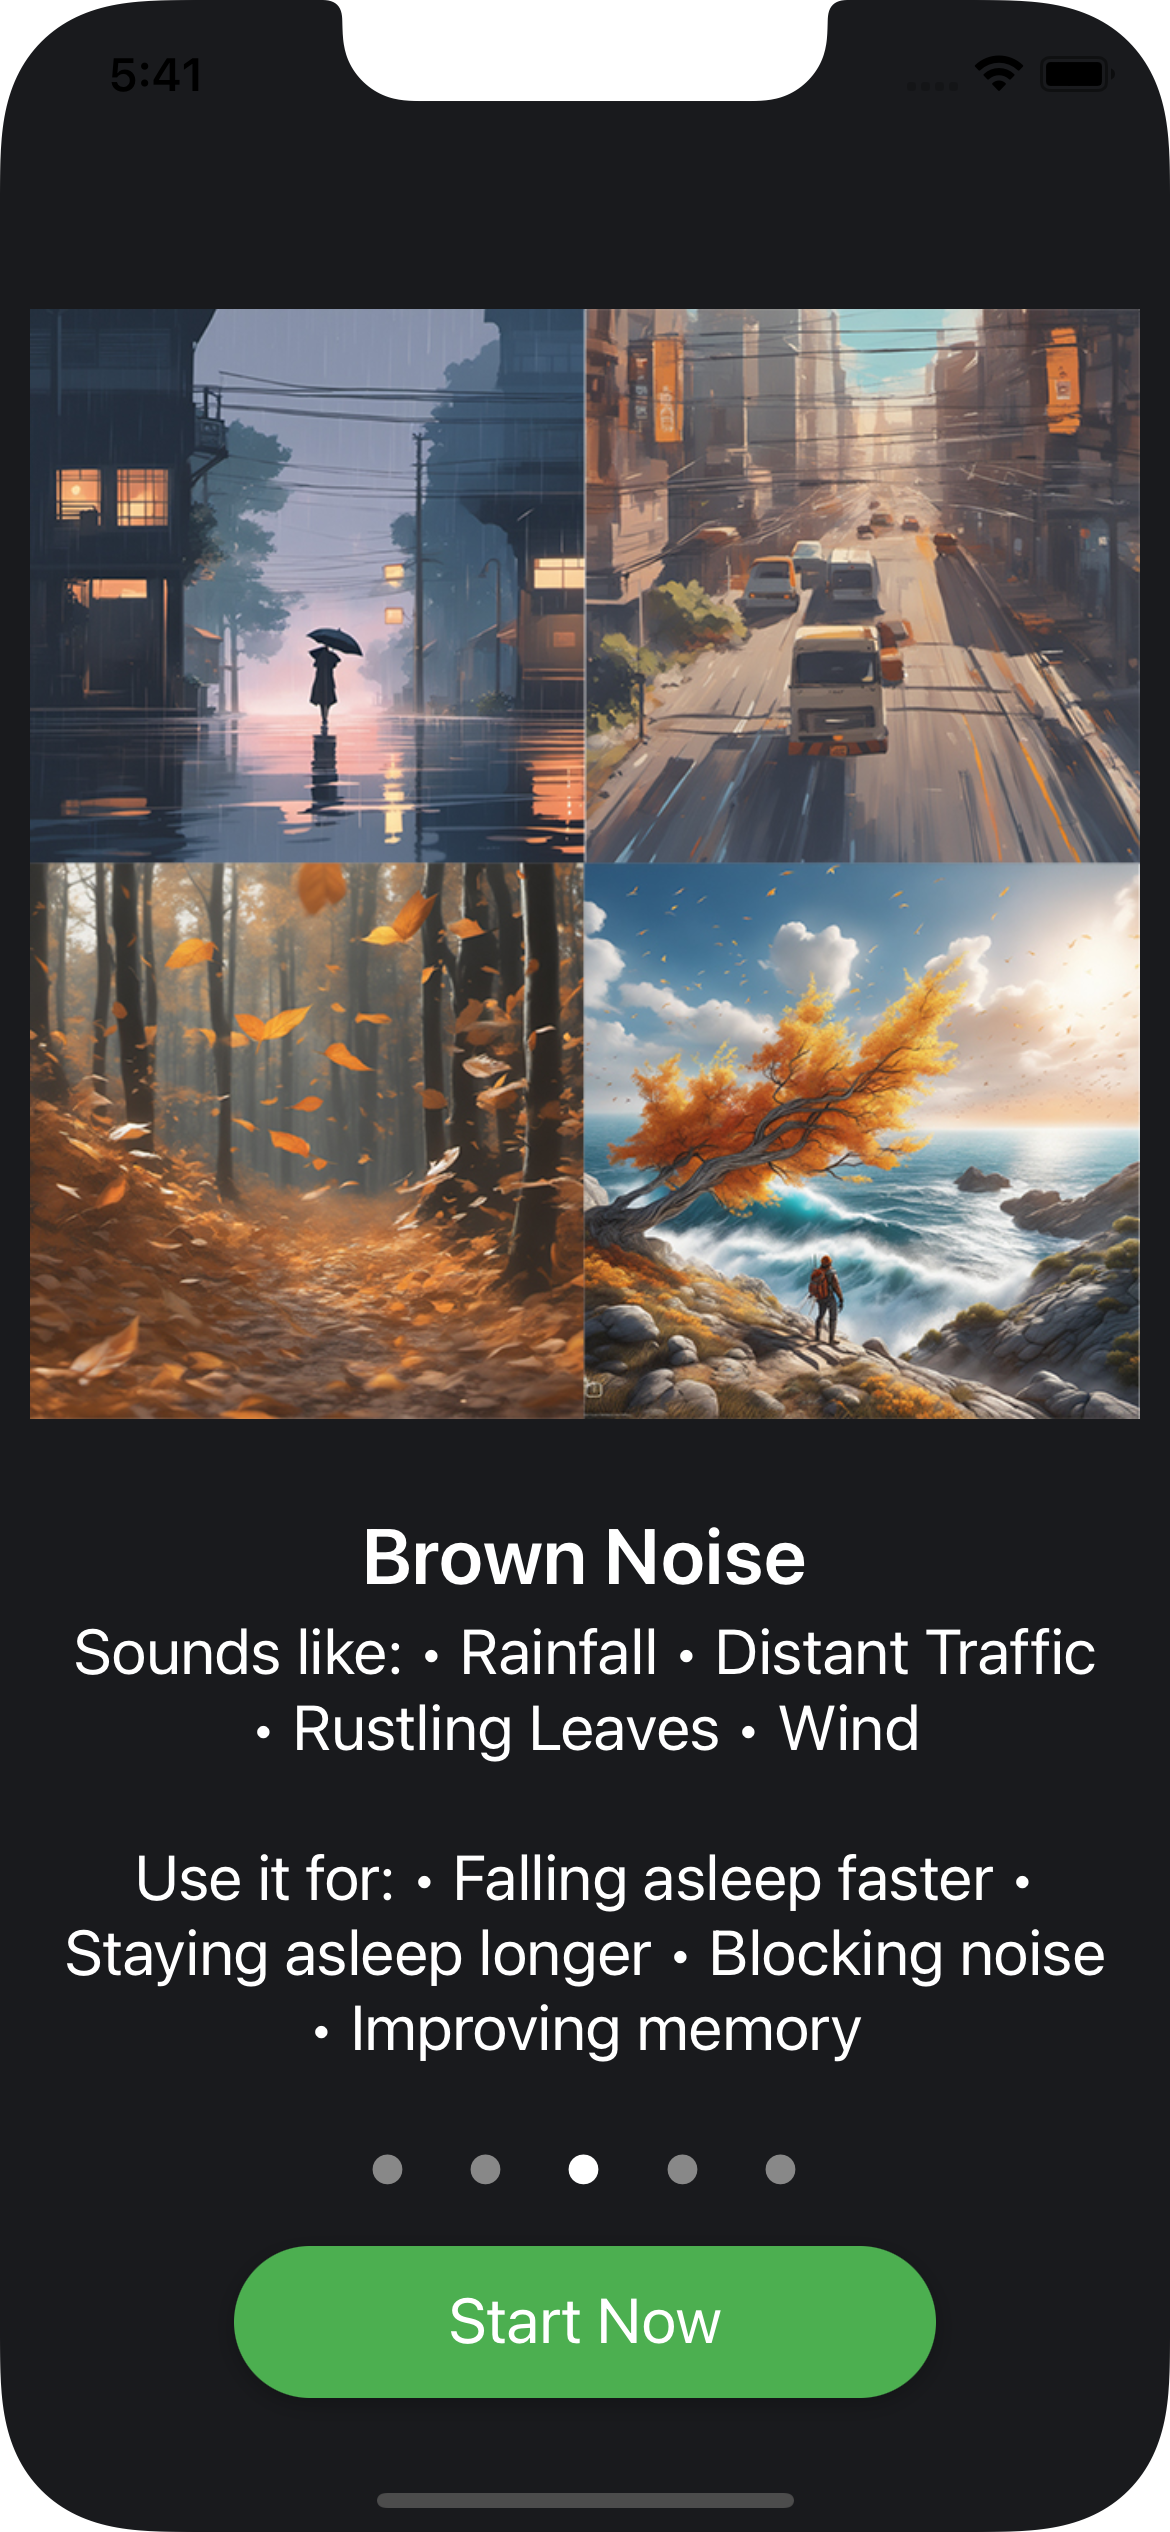 5:41
Brown Noise
Sounds like: • Rainfall • Distant Traffic
• Rustling Leaves • Wind
Use it for: • Falling asleep faster •
Staying asleep longer • Blocking noise
• Improving memory
Start Now